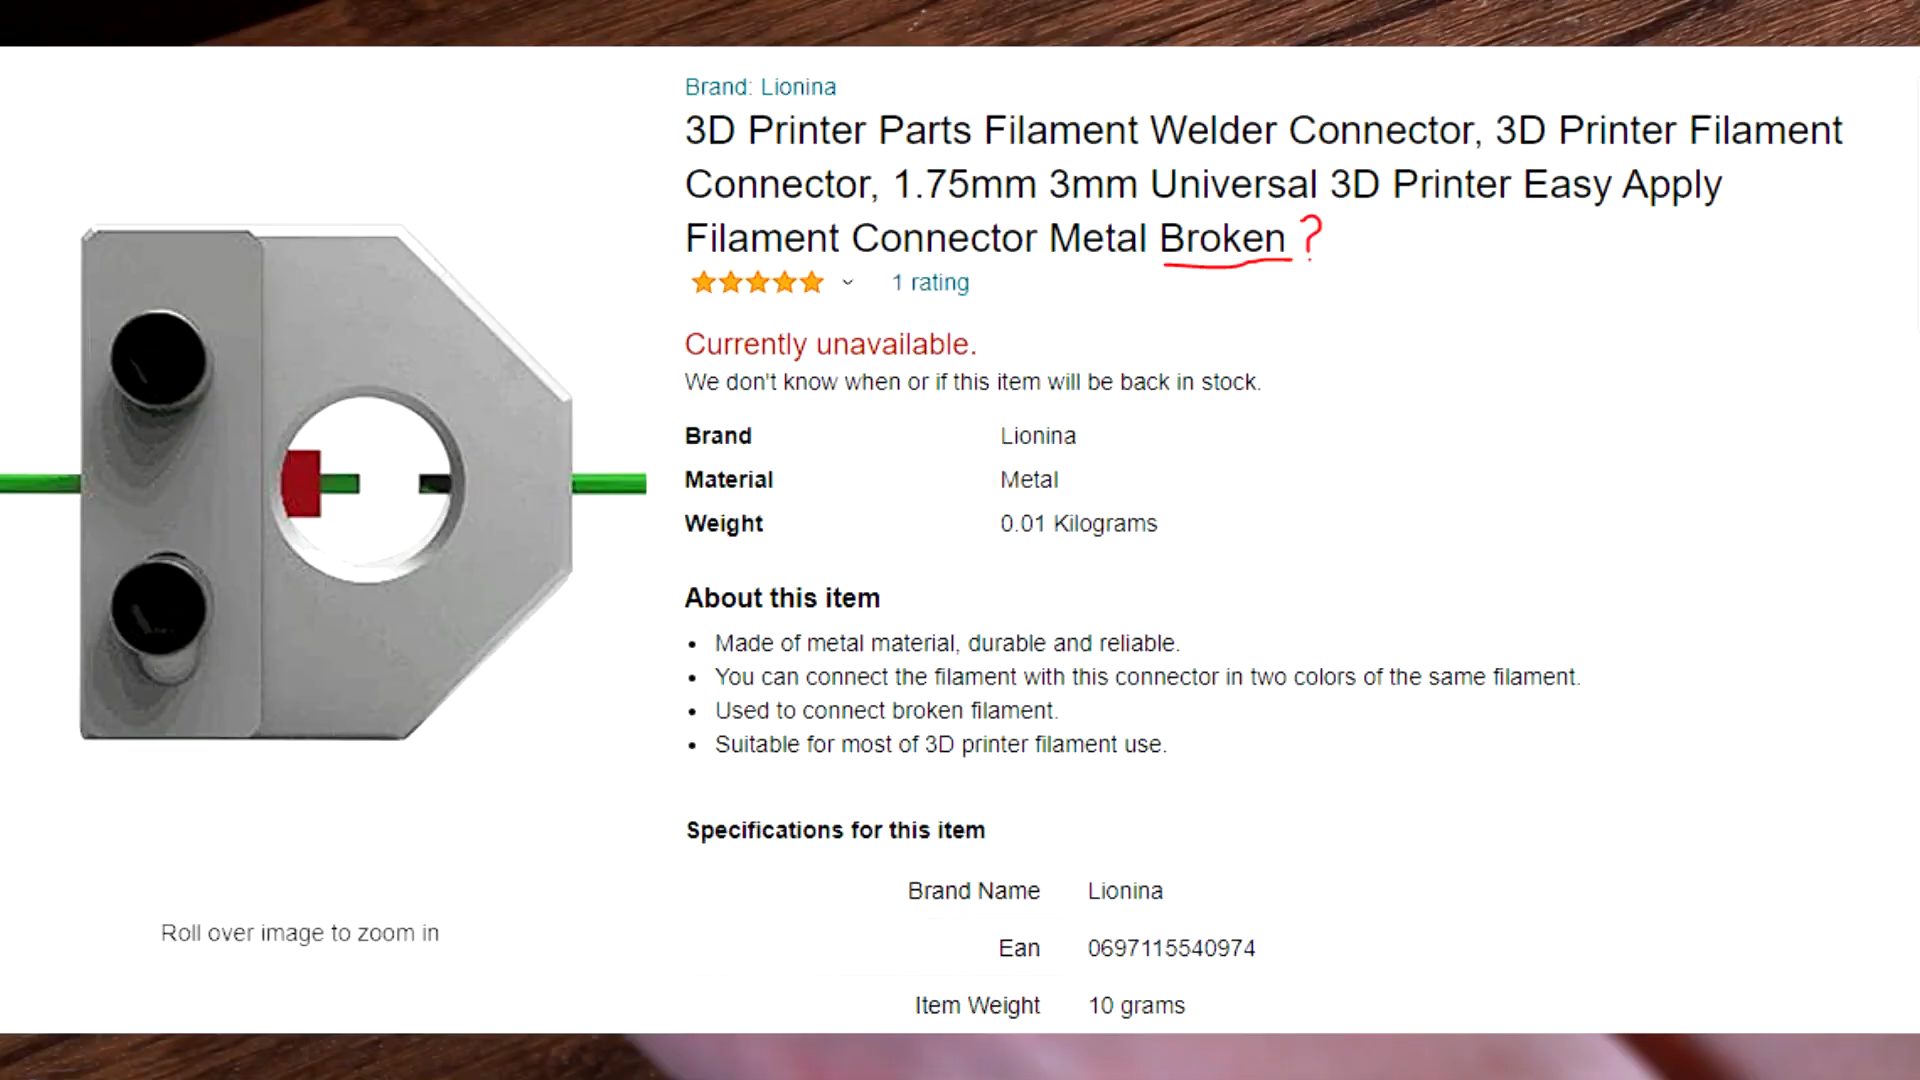 Brand: Lionina
3D Printer Parts Filament Welder Connector, 3D Printer Filament
Connector, 1.75mm 3mm Universal 3D Printer Easy Apply
Filament Connector Metal Broken ?
1 rating
Currently unavailable.
We don't know when or if this item will be back in stock.
Brand Lionina
Material Metal
Weight 0.01 Kilograms
About this item
• Made of metal material, durable and reliable.
• You can connect the filament with this connector in two colors of the same filament.
• Used to connect broken filament.
• Suitable for most of 3D printer filament use.
Specifications for this item
Brand Name Lionina
Roll over image to zoom in
Ean 0697115540974
Item Weight 10 grams